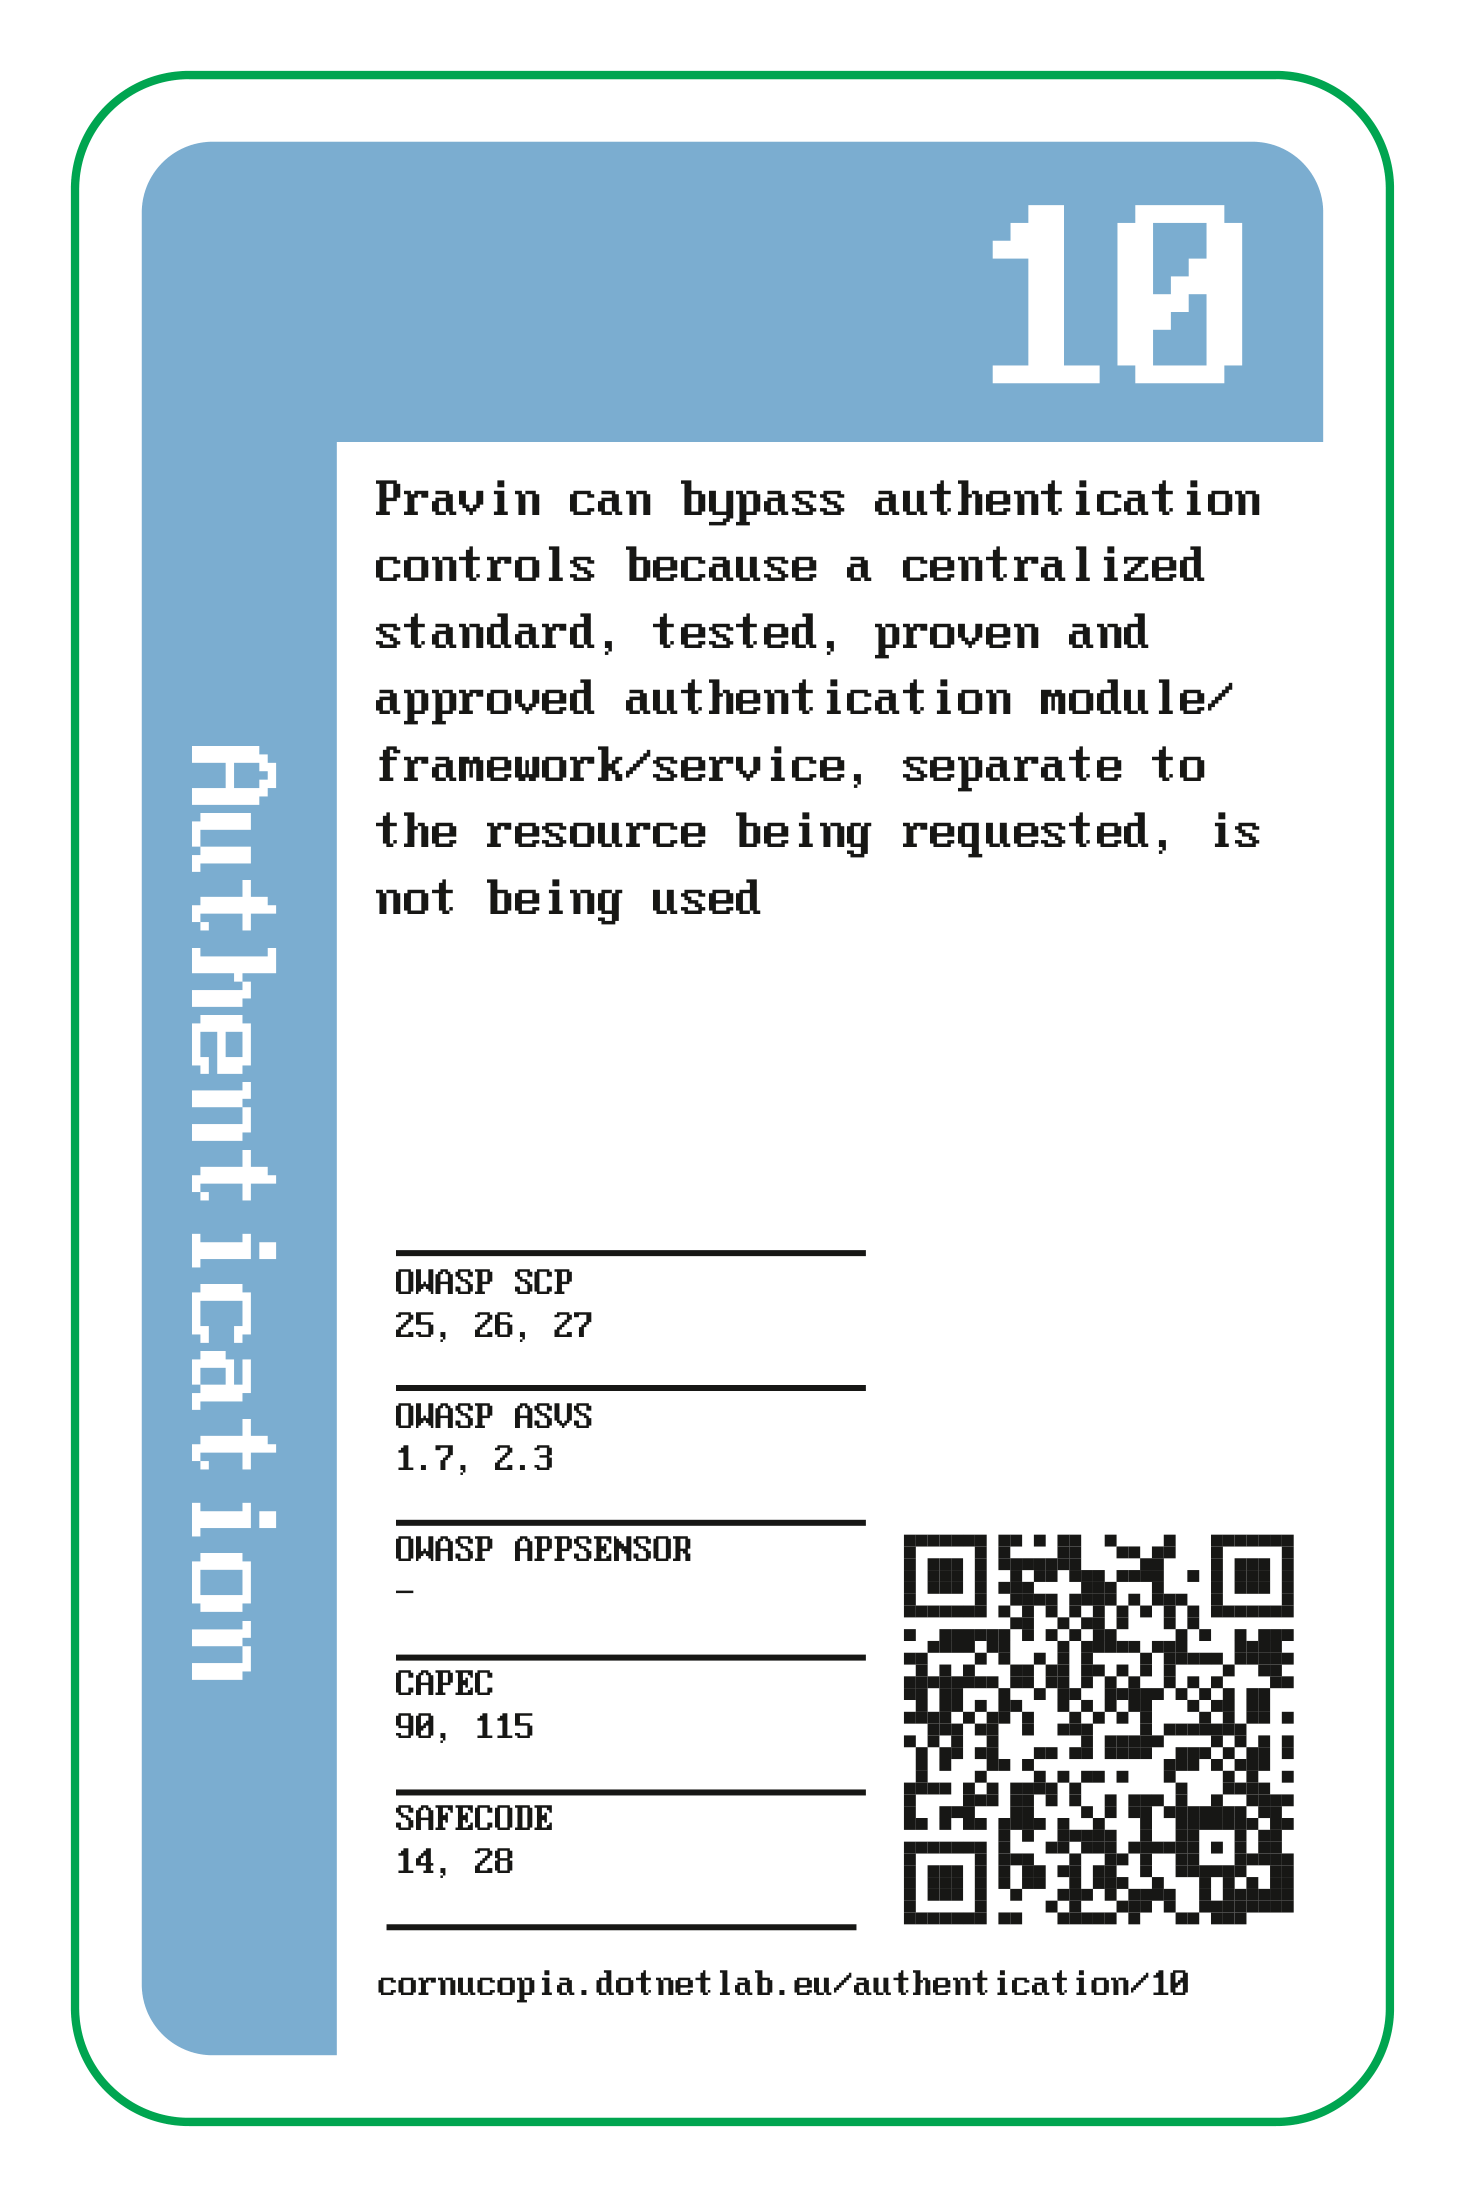 10
Authentication
Pravin can bypass authentication
controls because a centralized
standard, tested, proven and
approved authentication module/
framework/service, separate to
the resource being requested, is
not being used
OWASP SCP
25, 26, 27
OWASP ASVS
1.7, 2.3
OWASP APPSENSOR
–
CAPEC
90, 115
SAFECODE
14, 28
cornucopia.dotnetlab.eu/authentication/10